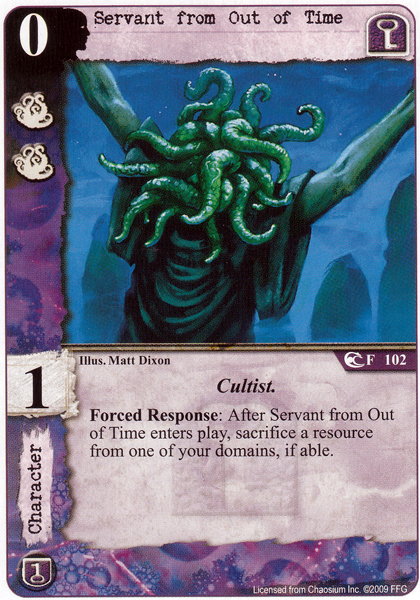 0
Servant from Out of Time
Illus. Matt Dixon
F 102
1
Cultist.
Forced Response: After Servant from Out
of Time enters play, sacrifice a resource
from one of your domains, if able.
Character
1
Licensed from Chaosium Inc. ©2009 FFG